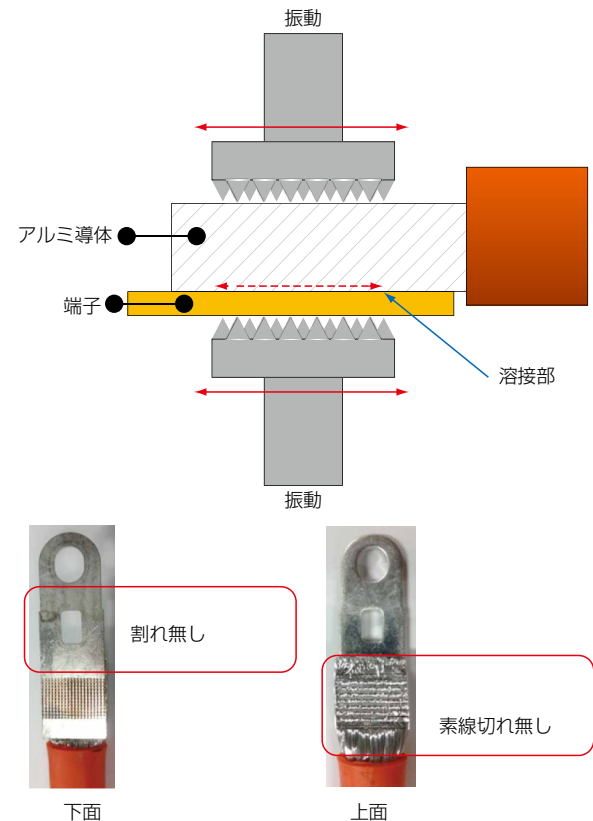 振動
アルミ導体
端子
溶接部
振動
割れ無し
素線切れ無し
下面
上面